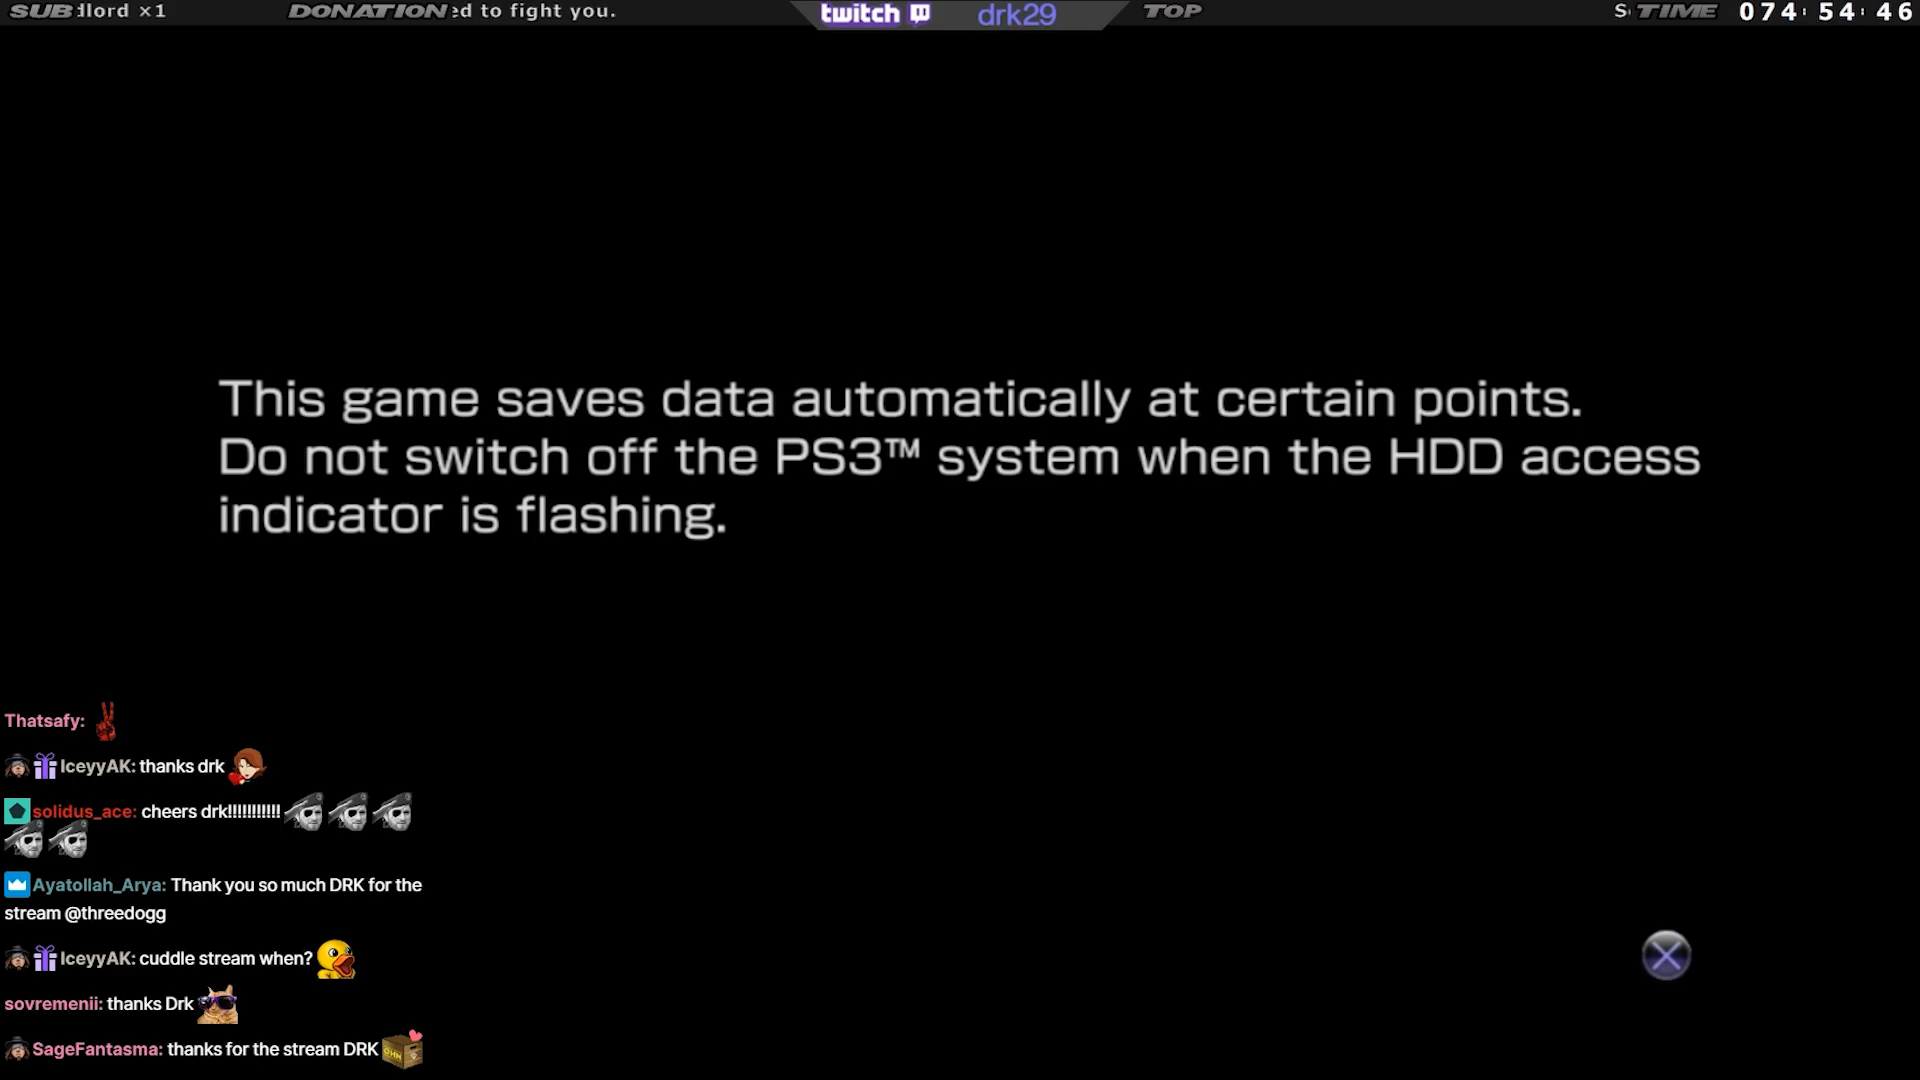 SUB dlord ×1 DONATION ed to fight you. twitch drk29 TOP S TIME 074:54:46
This game saves data automatically at certain points.
Do not switch off the PS3™ system when the HDD access
indicator is flashing.
Thatsafy:
IceyyAK: thanks drk
solidus_ace: cheers drk!!!!!!!!!!!
Ayatollah_Arya: Thank you so much DRK for the
stream @threedogg
IceyyAK: cuddle stream when?
sovremenii: thanks Drk
SageFantasma: thanks for the stream DRK